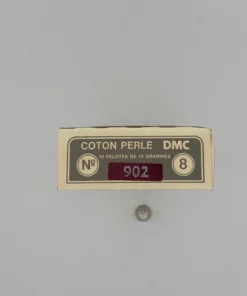 COTON PERLÉ DMC
10 PELOTES DE 10 GRAMMES
Nº 902 8